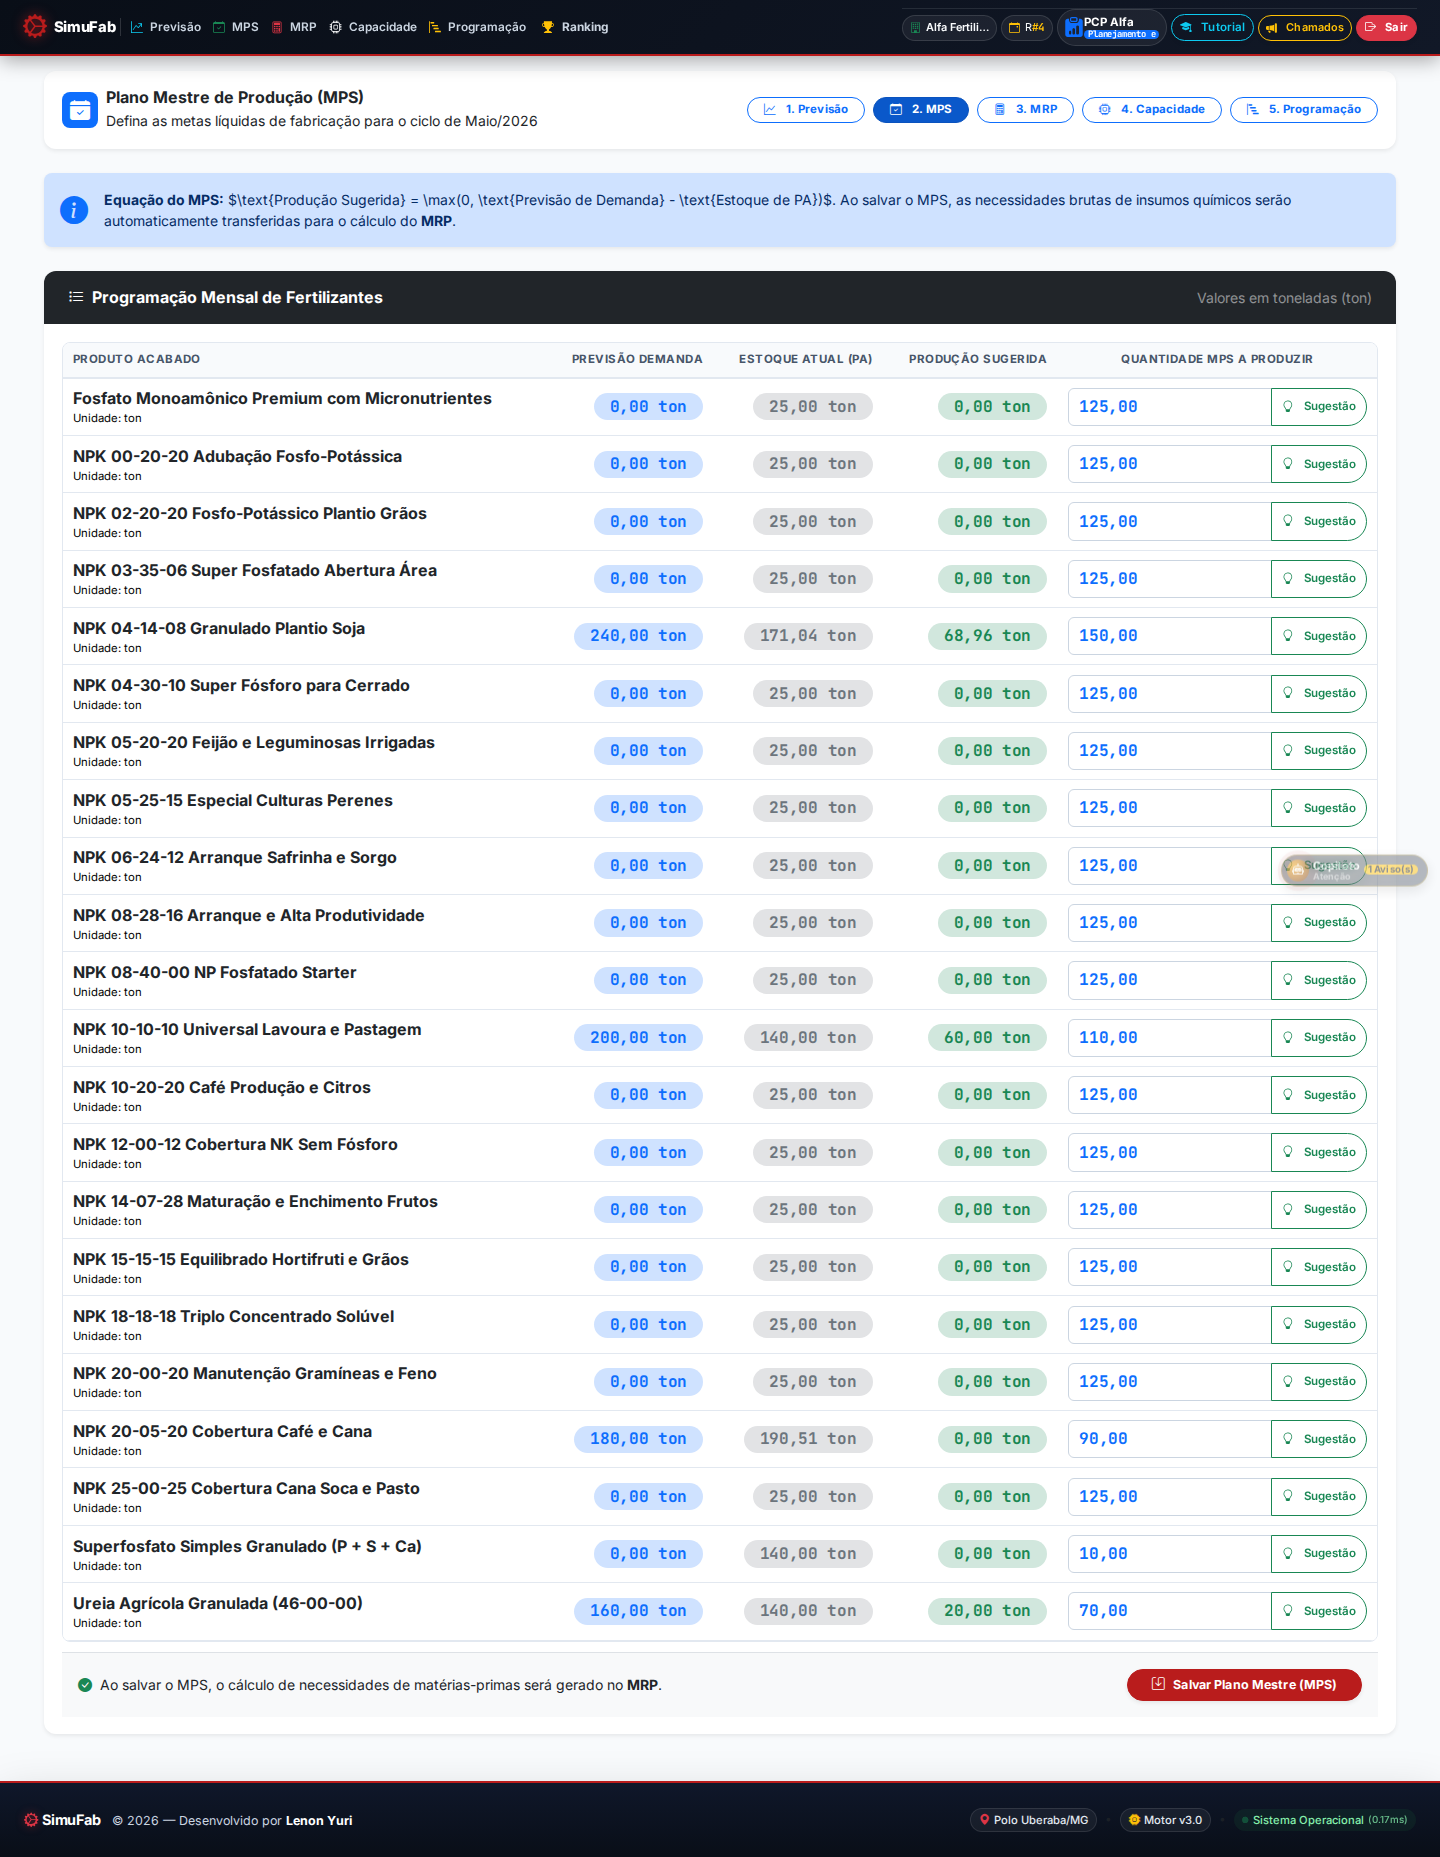 SimuFab Previsão MPS MRP Capacidade Programação Ranking Alfa Fertili... R#4 PCP Alfa Planejamento e Tutorial Chamados Sair
Plano Mestre de Produção (MPS)
Defina as metas líquidas de fabricação para o ciclo de Maio/2026
1. Previsão 2. MPS 3. MRP 4. Capacidade 5. Programação
Equação do MPS: $\text{Produção Sugerida} = \max(0, \text{Previsão de Demanda} - \text{Estoque de PA})$. Ao salvar o MPS, as necessidades brutas de insumos químicos serão
automaticamente transferidas para o cálculo do MRP.
Programação Mensal de Fertilizantes Valores em toneladas (ton)
PRODUTO ACABADO PREVISÃO DEMANDA ESTOQUE ATUAL (PA) PRODUÇÃO SUGERIDA QUANTIDADE MPS A PRODUZIR
Fosfato Monoamônico Premium com Micronutrientes 0,00 ton 25,00 ton 0,00 ton 125,00 Sugestão
Unidade: ton
NPK 00-20-20 Adubação Fosfo-Potássica 0,00 ton 25,00 ton 0,00 ton 125,00 Sugestão
Unidade: ton
NPK 02-20-20 Fosfo-Potássico Plantio Grãos 0,00 ton 25,00 ton 0,00 ton 125,00 Sugestão
Unidade: ton
NPK 03-35-06 Super Fosfatado Abertura Área 0,00 ton 25,00 ton 0,00 ton 125,00 Sugestão
Unidade: ton
NPK 04-14-08 Granulado Plantio Soja 240,00 ton 171,04 ton 68,96 ton 150,00 Sugestão
Unidade: ton
NPK 04-30-10 Super Fósforo para Cerrado 0,00 ton 25,00 ton 0,00 ton 125,00 Sugestão
Unidade: ton
NPK 05-20-20 Feijão e Leguminosas Irrigadas 0,00 ton 25,00 ton 0,00 ton 125,00 Sugestão
Unidade: ton
NPK 05-25-15 Especial Culturas Perenes 0,00 ton 25,00 ton 0,00 ton 125,00 Sugestão
Unidade: ton
NPK 06-24-12 Arranque Safrinha e Sorgo 0,00 ton 25,00 ton 0,00 ton 125,00 1 Aviso(s)
Unidade: ton Atenção
NPK 08-28-16 Arranque e Alta Produtividade 0,00 ton 25,00 ton 0,00 ton 125,00 Sugestão
Unidade: ton
NPK 08-40-00 NP Fosfatado Starter 0,00 ton 25,00 ton 0,00 ton 125,00 Sugestão
Unidade: ton
NPK 10-10-10 Universal Lavoura e Pastagem 200,00 ton 140,00 ton 60,00 ton 110,00 Sugestão
Unidade: ton
NPK 10-20-20 Café Produção e Citros 0,00 ton 25,00 ton 0,00 ton 125,00 Sugestão
Unidade: ton
NPK 12-00-12 Cobertura NK Sem Fósforo 0,00 ton 25,00 ton 0,00 ton 125,00 Sugestão
Unidade: ton
NPK 14-07-28 Maturação e Enchimento Frutos 0,00 ton 25,00 ton 0,00 ton 125,00 Sugestão
Unidade: ton
NPK 15-15-15 Equilibrado Hortifruti e Grãos 0,00 ton 25,00 ton 0,00 ton 125,00 Sugestão
Unidade: ton
NPK 18-18-18 Triplo Concentrado Solúvel 0,00 ton 25,00 ton 0,00 ton 125,00 Sugestão
Unidade: ton
NPK 20-00-20 Manutenção Gramíneas e Feno 0,00 ton 25,00 ton 0,00 ton 125,00 Sugestão
Unidade: ton
NPK 20-05-20 Cobertura Café e Cana 180,00 ton 190,51 ton 0,00 ton 90,00 Sugestão
Unidade: ton
NPK 25-00-25 Cobertura Cana Soca e Pasto 0,00 ton 25,00 ton 0,00 ton 125,00 Sugestão
Unidade: ton
Superfosfato Simples Granulado (P + S + Ca) 0,00 ton 140,00 ton 0,00 ton 10,00 Sugestão
Unidade: ton
Ureia Agrícola Granulada (46-00-00) 160,00 ton 140,00 ton 20,00 ton 70,00 Sugestão
Unidade: ton
Ao salvar o MPS, o cálculo de necessidades de matérias-primas será gerado no MRP. Salvar Plano Mestre (MPS)
SimuFab © 2026 — Desenvolvido por Lenon Yuri Polo Uberaba/MG Motor v3.0 Sistema Operacional (0.17ms)